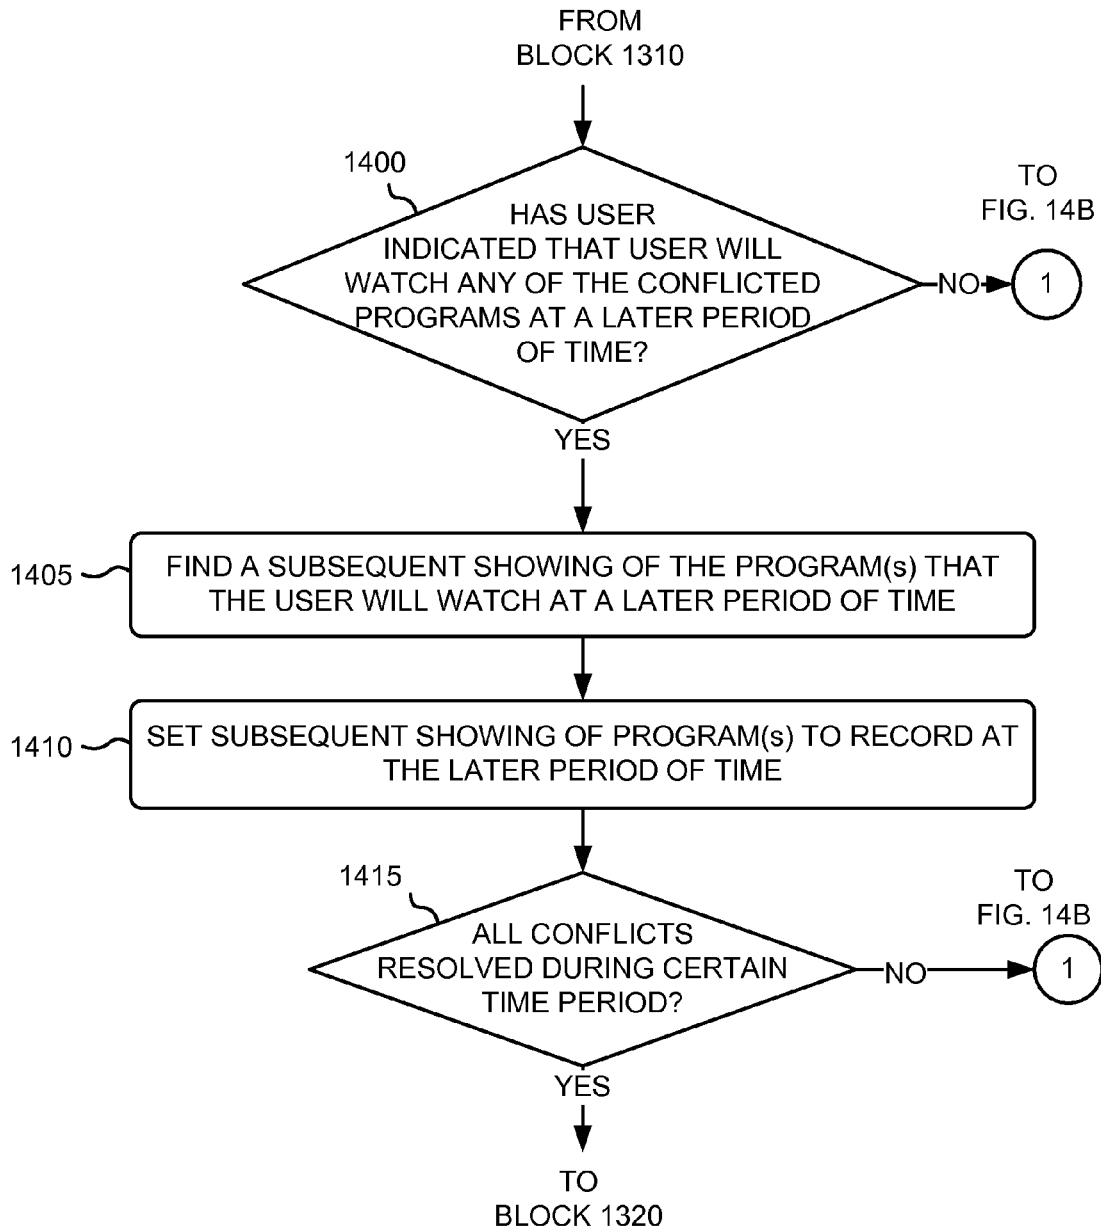 FROM
BLOCK 1310
1400
TO
FIG. 14B
HAS USER
INDICATED THAT USER WILL
WATCH ANY OF THE CONFLICTED
PROGRAMS AT A LATER PERIOD
OF TIME?
NO
1
YES
1405
FIND A SUBSEQUENT SHOWING OF THE PROGRAM(s) THAT
THE USER WILL WATCH AT A LATER PERIOD OF TIME
1410
SET SUBSEQUENT SHOWING OF PROGRAM(s) TO RECORD AT
THE LATER PERIOD OF TIME
1415
TO
FIG. 14B
ALL CONFLICTS
RESOLVED DURING CERTAIN
TIME PERIOD?
NO
1
YES
TO
BLOCK 1320